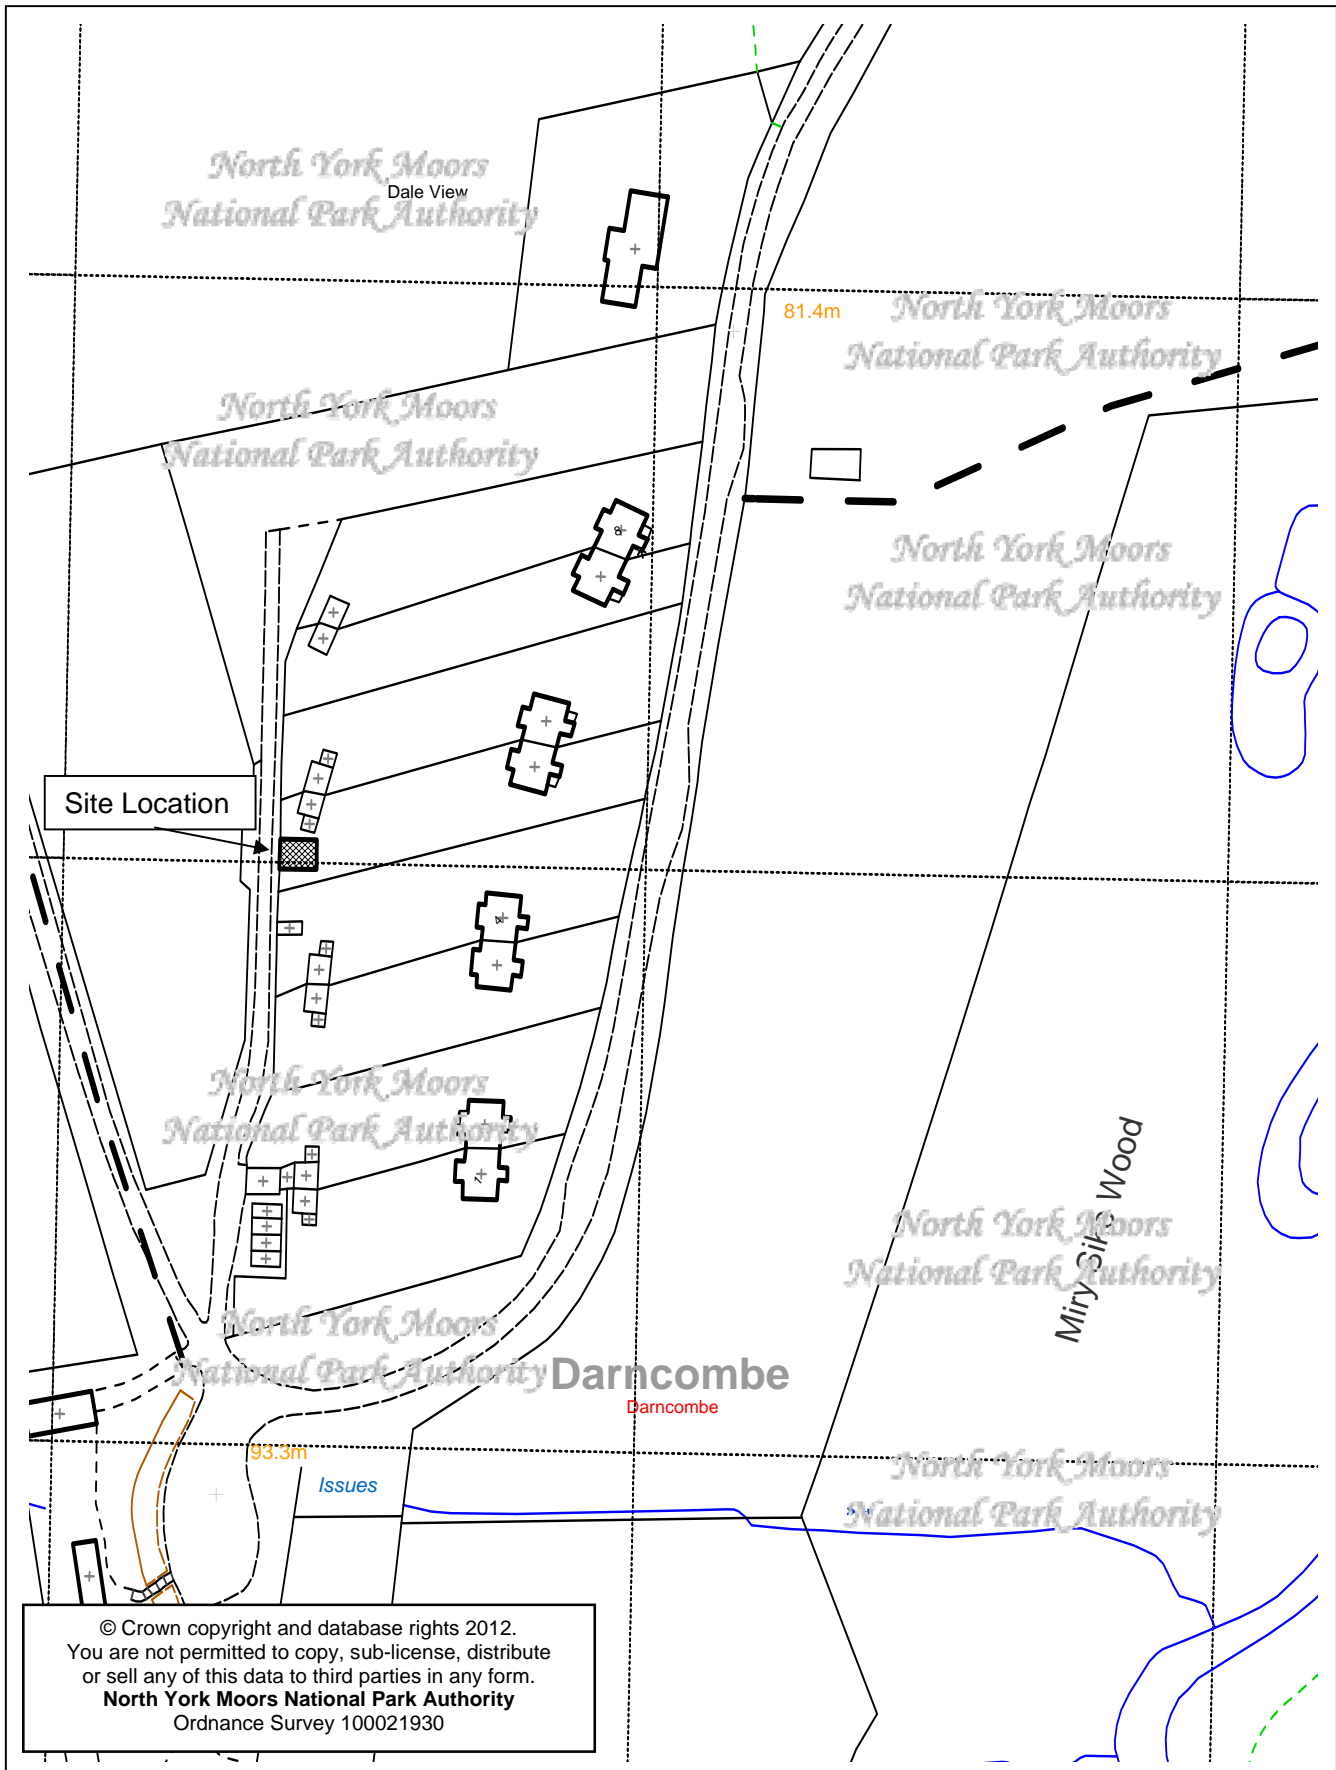 North York Moors
National Park Authority
Dale View
North York Moors
National Park Authority
81.4m
North York Moors
National Park Authority
North York Moors
National Park Authority
8
7
Site Location
4
North York Moors
National Park Authority
1
Miry Sike Wood
North York Moors
National Park Authority
North York Moors
National Park Authority
Darncombe
Darncombe
93.3m
Issues
North York Moors
National Park Authority
© Crown copyright and database rights 2012.
You are not permitted to copy, sub-license, distribute
or sell any of this data to third parties in any form.
North York Moors National Park Authority
Ordnance Survey 100021930